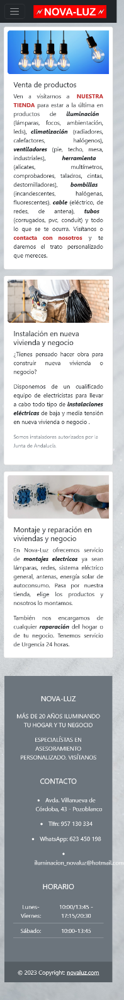 NOVA-LUZ
Venta de productos
Ven a visitarnos a NUESTRA
TIENDA para estar a la última en
productos de iluminación
(lámparas, focos, ambientación,
leds), climatización (radiadores,
calefactores, halógenos),
ventiladores (pie, techo, mesa,
industriales), herramienta
(alicates, multímetros,
comprobadores, taladros, cintas,
destornilladores), bombillas
(incandescentes, halógenas,
fluorescentes), cable (eléctrico, de
redes, de antena), tubos
(corrugados, pvc, conduit) y todo
lo que se te ocurra. Visítanos o
contacta con nosotros y te
daremos el trato personalizado
que mereces.
Instalación en nueva
vivienda y negocio
¿Tienes pensado hacer obra para
construir nueva vivienda o
negocio?
Disponemos de un cualificado
equipo de electricistas para llevar
a cabo todo tipo de instalaciones
eléctricas de baja y media tensión
en nueva vivienda o negocio .
Somos instaladores autorizados por la
Junta de Andalucía.
Montaje y reparación en
viviendas y negocio
En Nova-Luz ofrecemos servicio
de montajes electricos ya sean
lámparas, redes, sistema eléctrico
general, antenas, energía solar de
autoconsumo. Pasa por nuestra
tienda, elige los productos y
nosotros lo montamos.
También nos encargamos de
cualquier raparación del hogar o
de tu negocio. Tenemos servicio
de Urgencia 24 horas.
NOVA-LUZ
MÁS DE 20 AÑOS ILUMINANDO
TU HOGAR Y TU NEGOCIO
ESPECIALÍSTAS EN
ASESORAMIENTO
PERSONALIZADO. VISÍTANOS
CONTACTO
• Avda. Villanueva de
Córdoba, 43 - Pozoblanco
• Tlfn: 957 130 334
• WhatsApp: 623 450 198
•
iluminacion_novaluz@hotmail.com
HORARIO
Lunes- 10:00/13:45 -
Viernes: 17:15/20:30
Sábado: 10:00-13:45
© 2023 Copyright: novaluz.com